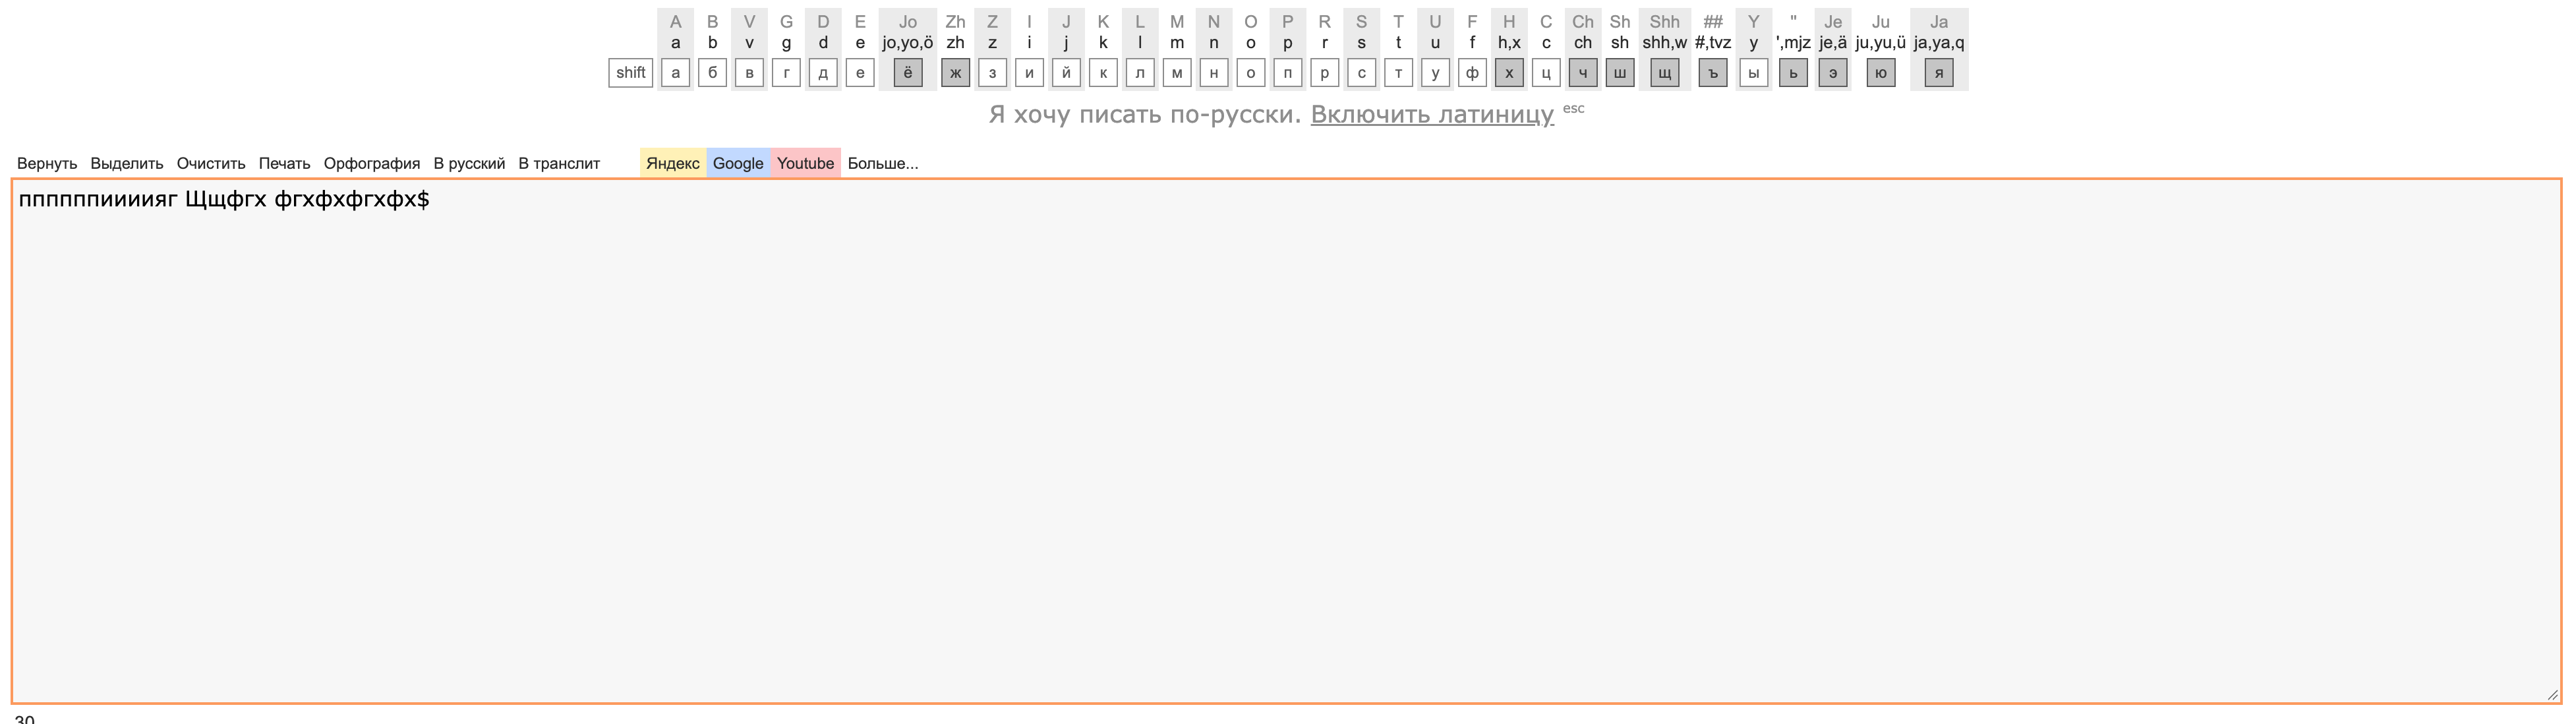 A B V G D E Jo Zh Z I J K L M N O P R S T U F H C Ch Sh Shh ## Y " Je Ju Ja
a b v g d e jo,yo,ö zh z i j k l m n o p r s t u f h,x c ch sh shh,w #,tvz y ',mjz je,ä ju,yu,ü ja,ya,q
shift а б в г д е ё ж з и й к л м н о п р с т у ф х ц ч ш щ ъ ы ь э ю я
Я хочу писать по-русски. Включить латиницу esc
Вернуть Выделить Очистить Печать Орфография В русский В транслит Яндекс Google Youtube Больше...
ппппппиииияг Щщфгх фгхфхфгхфх$
30